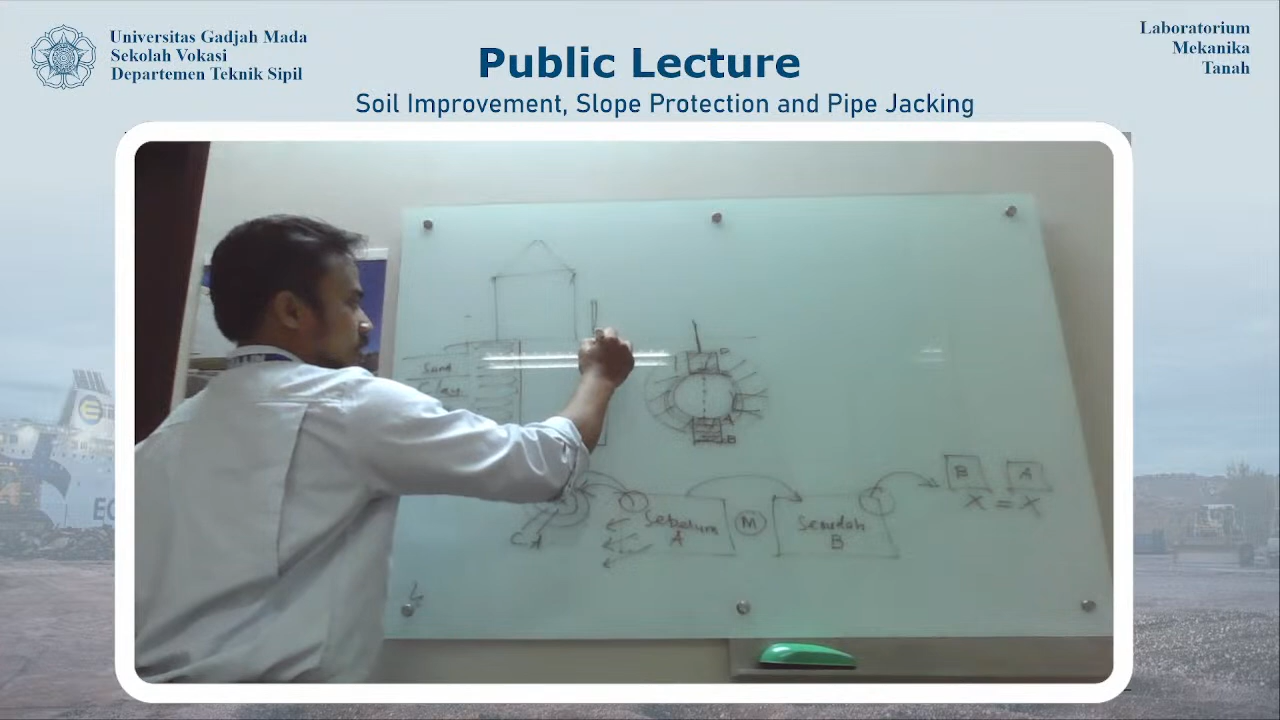 Universitas Gadjah Mada
Sekolah Vokasi
Departemen Teknik Sipil
Public Lecture
Soil Improvement, Slope Protection and Pipe Jacking
Laboratorium
Mekanika
Tanah
Sand
Clay
B
B A
X = X
Sebelum
A
M
Sesudah
B
C A